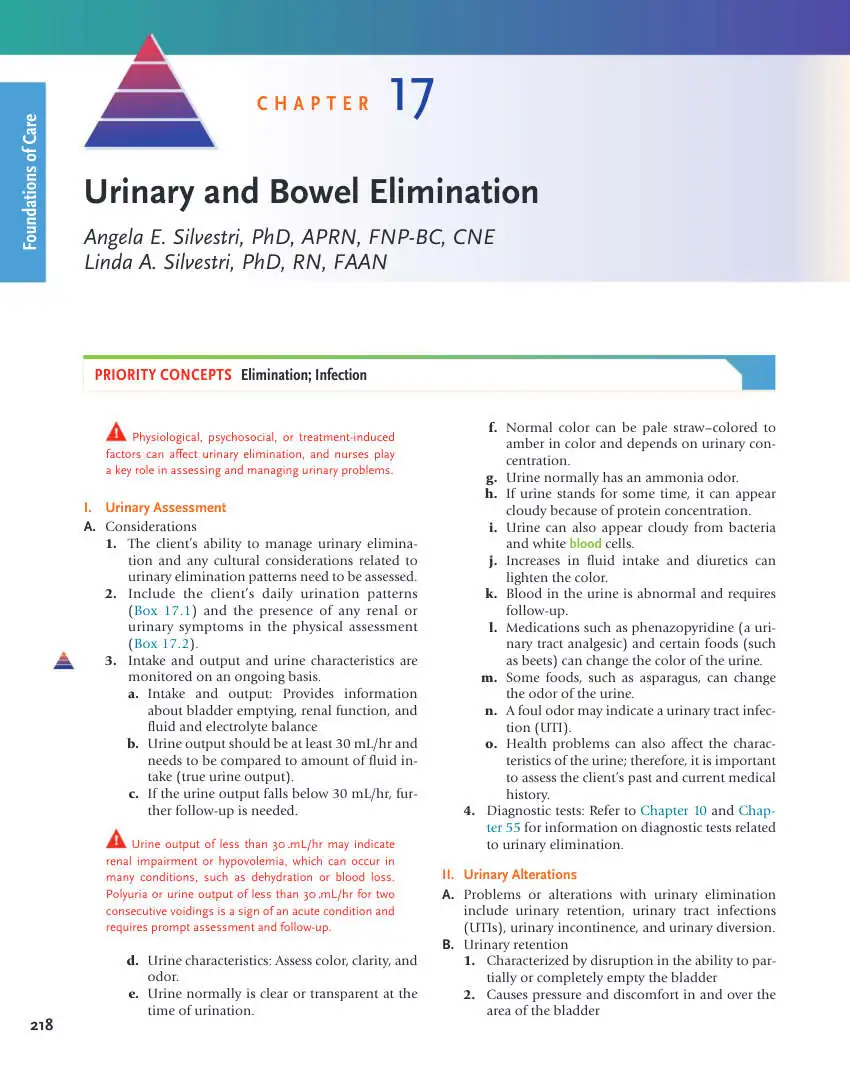 Foundations of Care
CHAPTER 17
Urinary and Bowel Elimination
Angela E. Silvestri, PhD, APRN, FNP-BC, CNE
Linda A. Silvestri, PhD, RN, FAAN
PRIORITY CONCEPTS Elimination; Infection
Physiological, psychosocial, or treatment-induced
factors can affect urinary elimination, and nurses play
a key role in assessing and managing urinary problems.
I. Urinary Assessment
A. Considerations
1. The client's ability to manage urinary elimina-
tion and any cultural considerations related to
urinary elimination patterns need to be assessed.
2. Include the client's daily urination patterns
(Box 17.1) and the presence of any renal or
urinary symptoms in the physical assessment
(Box 17.2).
3. Intake and output and urine characteristics are
monitored on an ongoing basis.
a. Intake and output: Provides information
about bladder emptying, renal function, and
fluid and electrolyte balance
b. Urine output should be at least 30 mL/hr and
needs to be compared to amount of fluid in-
take (true urine output).
c. If the urine output falls below 30 mL/hr, fur-
ther follow-up is needed.
Urine output of less than 30 .mL/hr may indicate
renal impairment or hypovolemia, which can occur in
many conditions, such as dehydration or blood loss.
Polyuria or urine output of less than 30 .mL/hr for two
consecutive voidings is a sign of an acute condition and
requires prompt assessment and follow-up.
d. Urine characteristics: Assess color, clarity, and
odor.
e. Urine normally is clear or transparent at the
time of urination.
f. Normal color can be pale straw–colored to
amber in color and depends on urinary con-
centration.
g. Urine normally has an ammonia odor.
h. If urine stands for some time, it can appear
cloudy because of protein concentration.
i. Urine can also appear cloudy from bacteria
and white blood cells.
j. Increases in fluid intake and diuretics can
lighten the color.
k. Blood in the urine is abnormal and requires
follow-up.
l. Medications such as phenazopyridine (a uri-
nary tract analgesic) and certain foods (such
as beets) can change the color of the urine.
m. Some foods, such as asparagus, can change
the odor of the urine.
n. A foul odor may indicate a urinary tract infec-
tion (UTI).
o. Health problems can also affect the charac-
teristics of the urine; therefore, it is important
to assess the client's past and current medical
history.
4. Diagnostic tests: Refer to Chapter 10 and Chap-
ter 55 for information on diagnostic tests related
to urinary elimination.
II. Urinary Alterations
A. Problems or alterations with urinary elimination
include urinary retention, urinary tract infections
(UTIs), urinary incontinence, and urinary diversion.
B. Urinary retention
1. Characterized by disruption in the ability to par-
tially or completely empty the bladder
2. Causes pressure and discomfort in and over the
area of the bladder
218